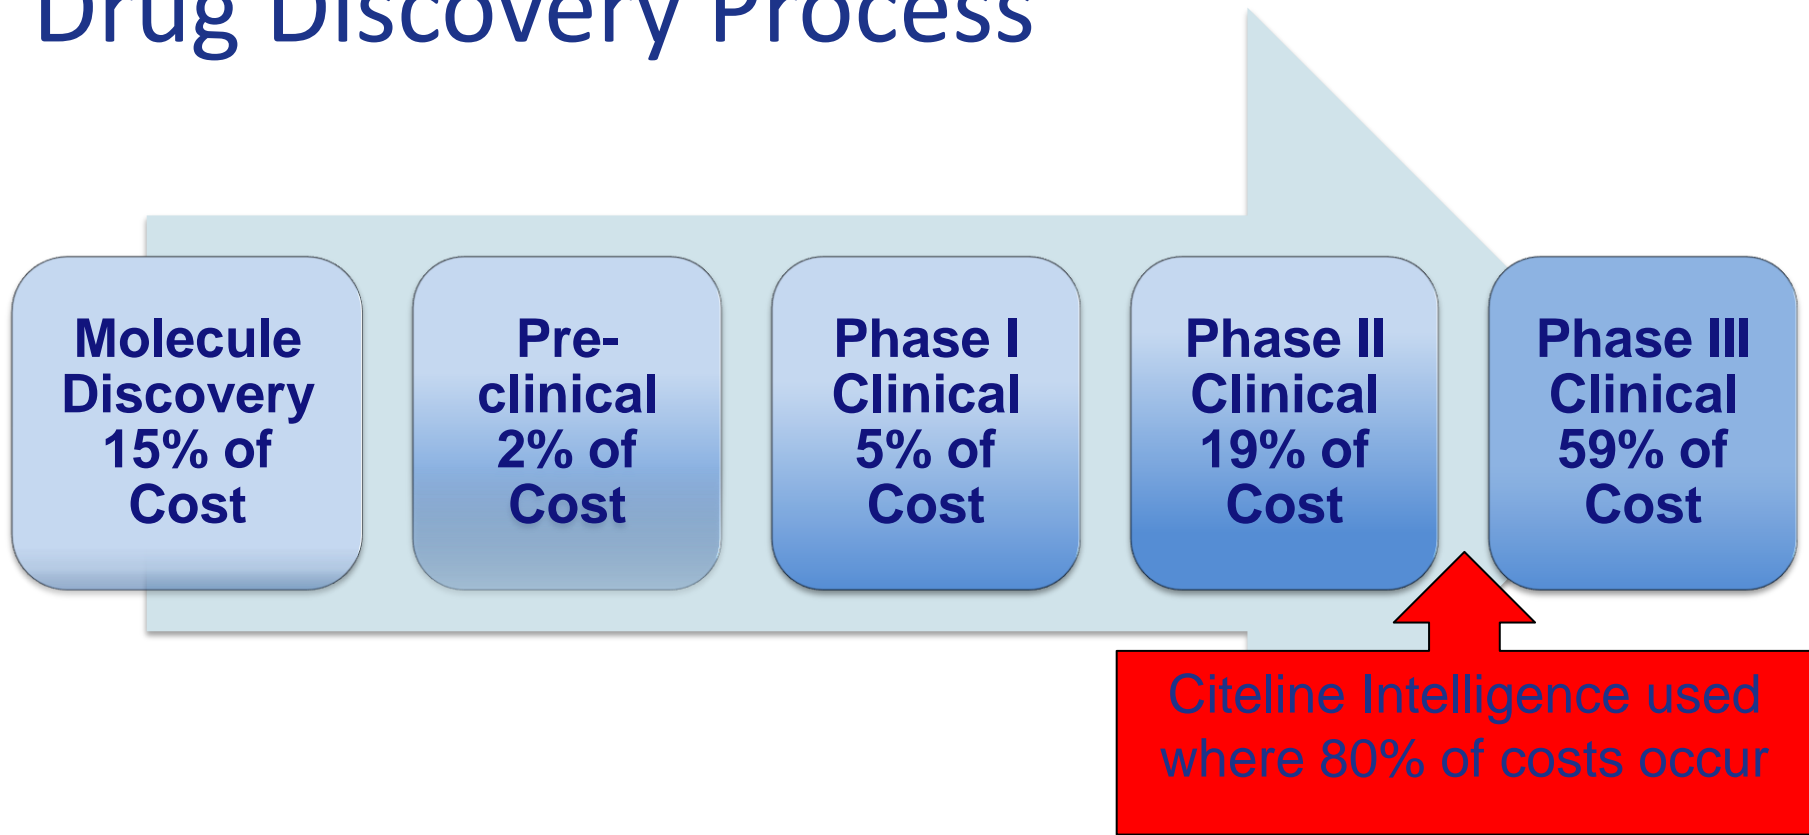 Drug Discovery Process
Molecule
Discovery
15% of
Cost
Pre-
clinical
2% of
Cost
Phase I
Clinical
5% of
Cost
Phase II
Clinical
19% of
Cost
Phase III
Clinical
59% of
Cost
Citeline Intelligence used
where 80% of costs occur